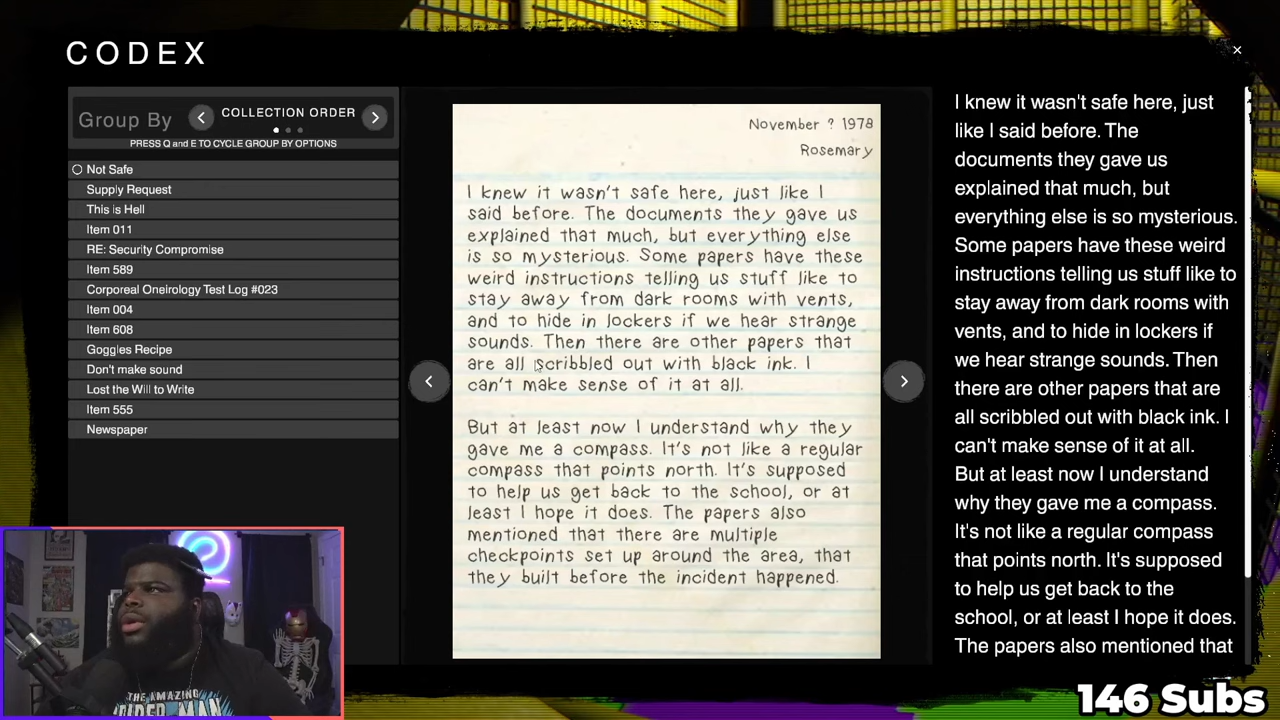 CODEX
×
Group By
COLLECTION ORDER
PRESS Q and E TO CYCLE GROUP BY OPTIONS
Not Safe
Supply Request
This is Hell
Item 011
RE: Security Compromise
Item 589
Corporeal Oneirology Test Log #023
Item 004
Item 608
Goggles Recipe
Don't make sound
Lost the Will to Write
Item 555
Newspaper
November ? 1978
Rosemary
I knew it wasn't safe here, just like I
said before. The documents they gave us
explained that much, but everything else
is so mysterious. Some papers have these
weird instructions telling us stuff like to
stay away from dark rooms with vents,
and to hide in lockers if we hear strange
sounds. Then there are other papers that
are all scribbled out with black ink. I
can't make sense of it at all.
But at least now I understand why they
gave me a compass. It's not like a regular
compass that points north. It's supposed
to help us get back to the school, or at
least I hope it does. The papers also
mentioned that there are multiple
checkpoints set up around the area, that
they built before the incident happened.
I knew it wasn't safe here, just
like I said before. The
documents they gave us
explained that much, but
everything else is so mysterious.
Some papers have these weird
instructions telling us stuff like to
stay away from dark rooms with
vents, and to hide in lockers if
we hear strange sounds. Then
there are other papers that are
all scribbled out with black ink. I
can't make sense of it at all.
But at least now I understand
why they gave me a compass.
It's not like a regular compass
that points north. It's supposed
to help us get back to the
school, or at least I hope it does.
The papers also mentioned that
THE AMAZING
146 Subs